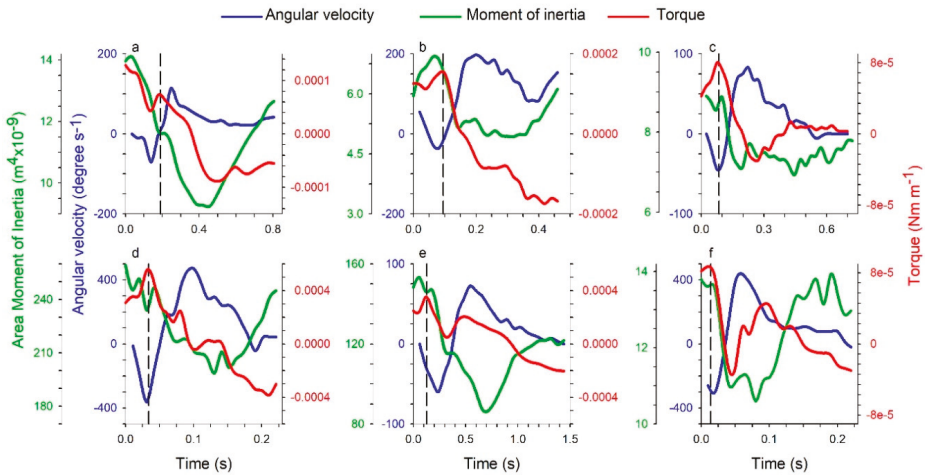 Angular velocity Moment of inertia Torque
a b c
14 200 0.0001 200 0.0002 10 100 8e-5
6.0
12 0 0.0000 0 0.0000 8 0 0
4.5
10 -0.0001
-200 3.0 -200 -0.0002 6 -100 -8e-5
0.0 0.4 0.8 0.0 0.2 0.4 0.0 0.3 0.6
d e f
400 0.0004 160 100 0.0004 14 400 8e-5
240
210 0 0.0000 120 0 0.0000 12 0 0
180 -400 -0.0004 80 -100 -0.0004 10 -400 -8e-5
0.0 0.1 0.2 0.0 0.5 1.0 1.5 0.0 0.1 0.2
Time (s) Time (s) Time (s)
Area Moment of Inertia (m⁴x10⁻⁹)
Angular velocity (degree s⁻¹)
Torque (Nm m⁻¹)